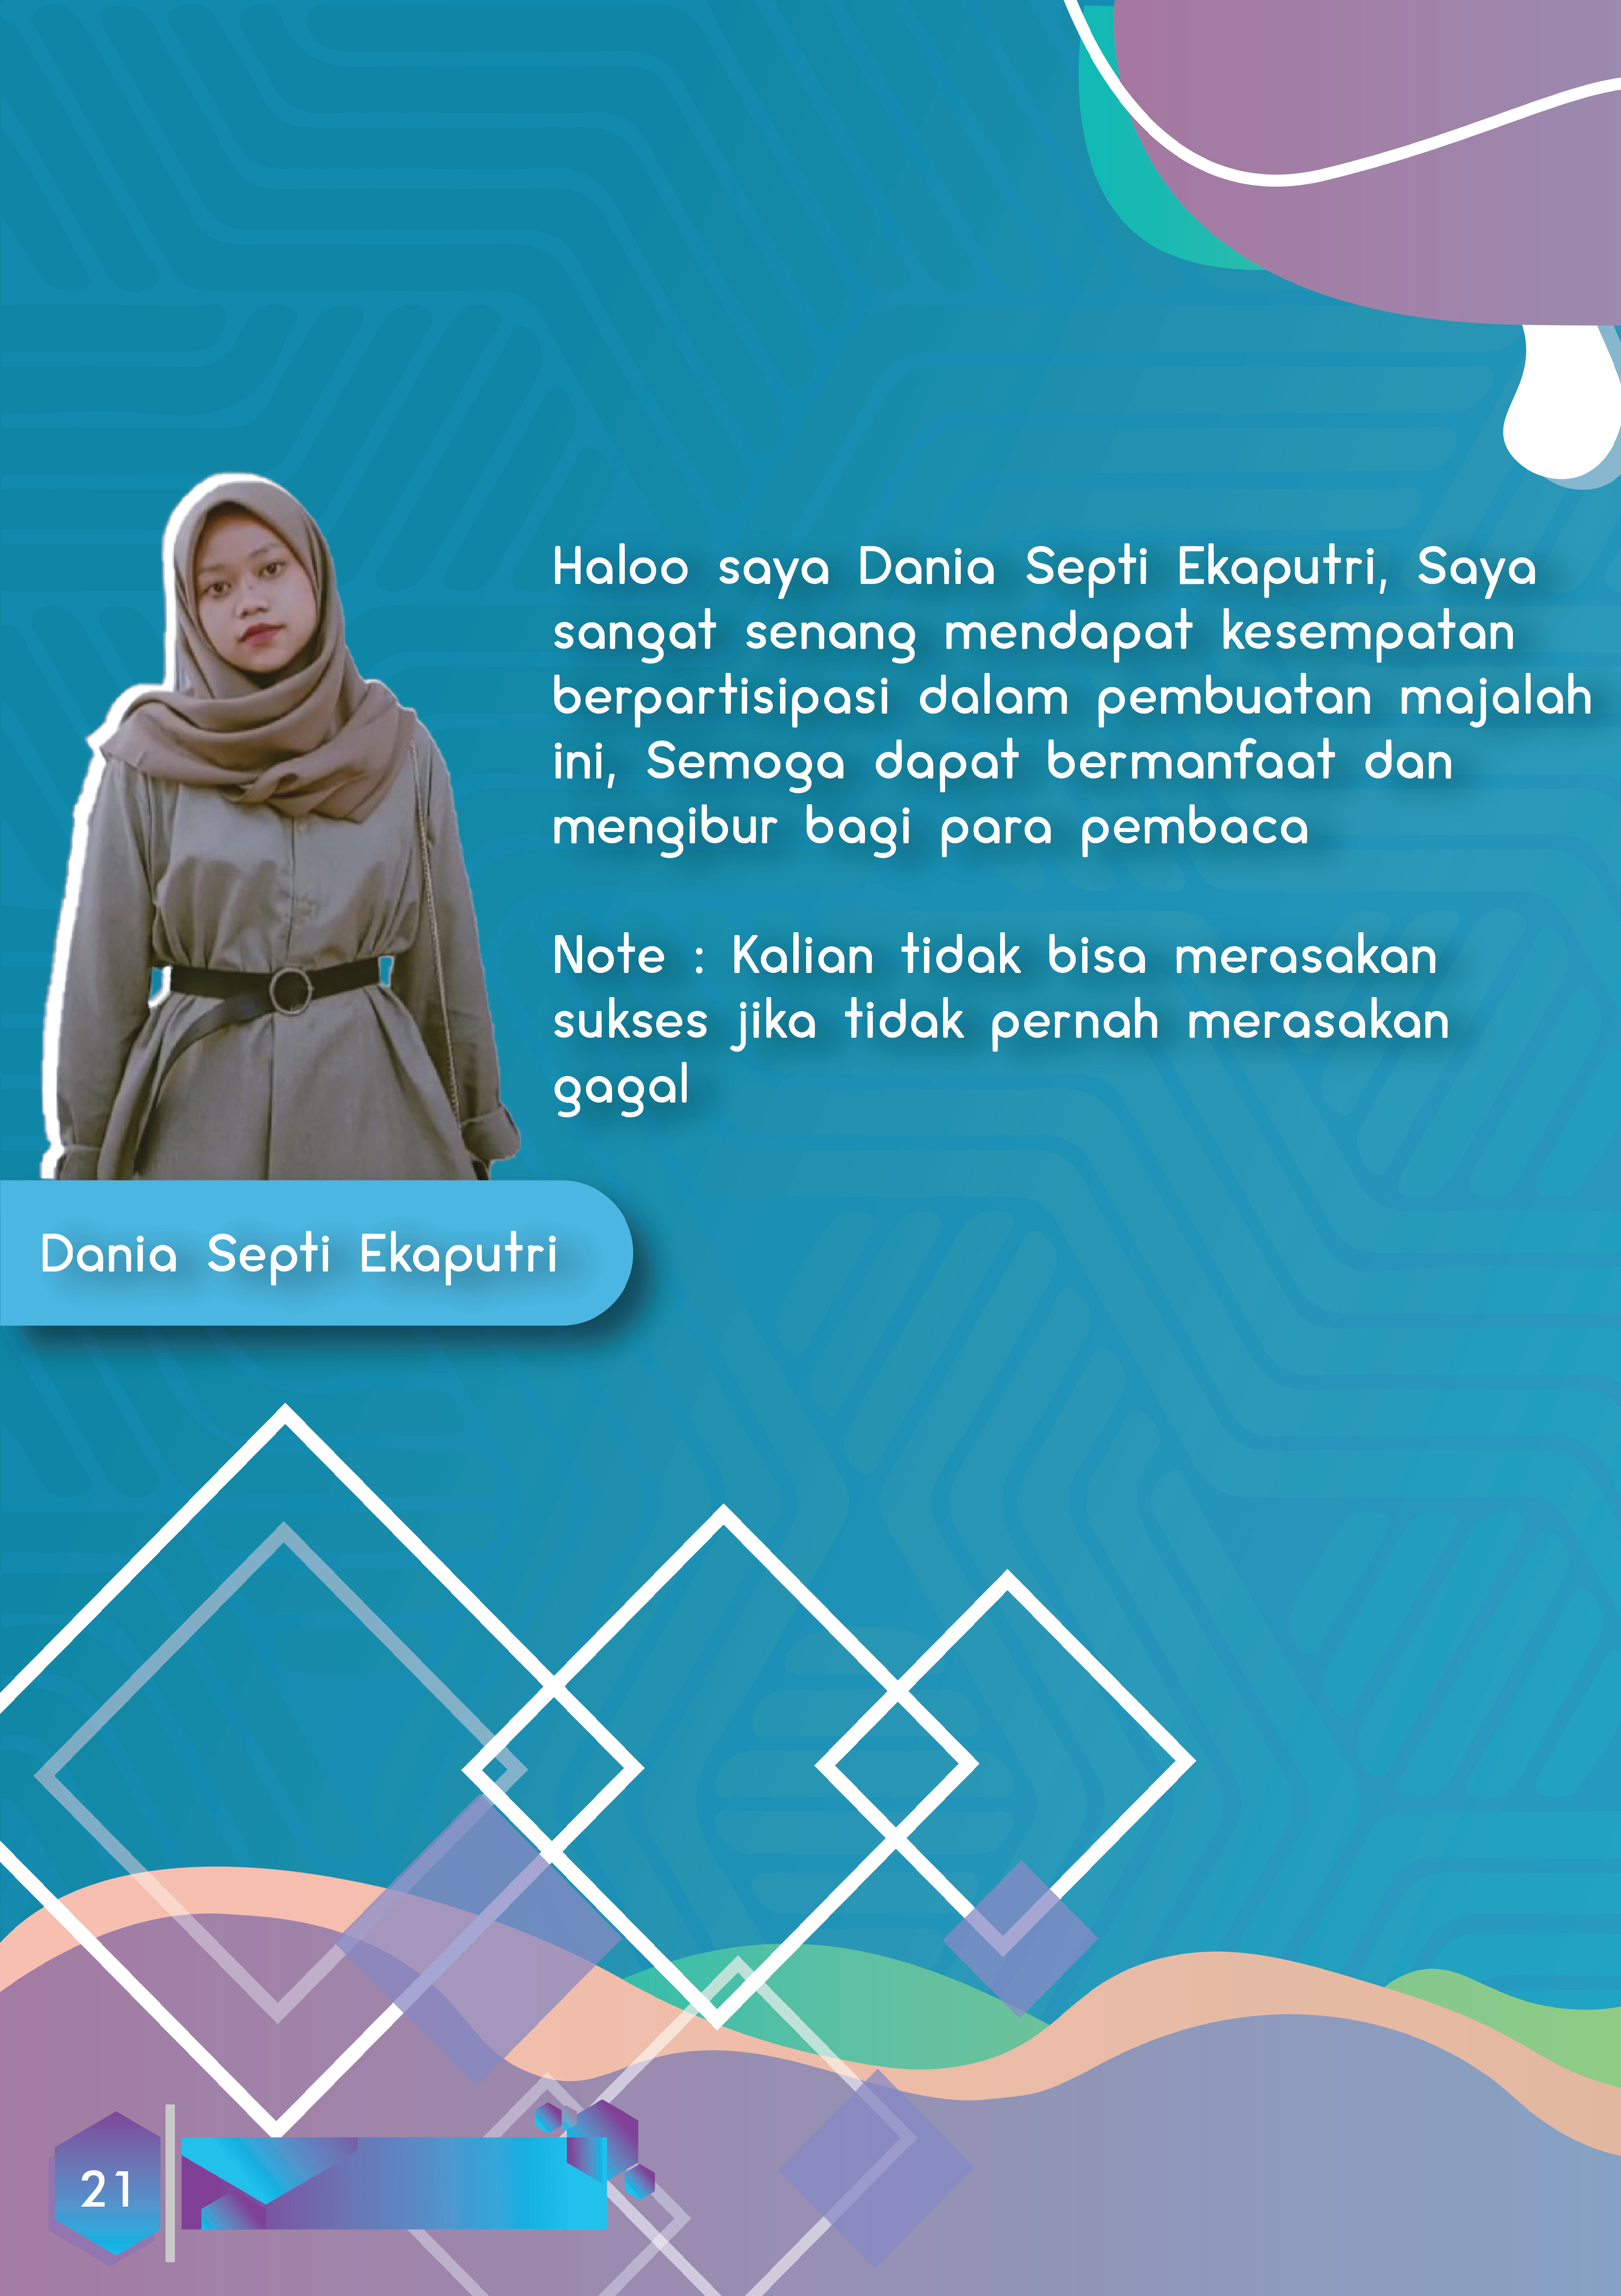 Haloo saya Dania Septi Ekaputri, Saya
sangat senang mendapat kesempatan
berpartisipasi dalam pembuatan majalah
ini, Semoga dapat bermanfaat dan
mengibur bagi para pembaca
Note : Kalian tidak bisa merasakan
sukses jika tidak pernah merasakan
gagal
Dania Septi Ekaputri
21